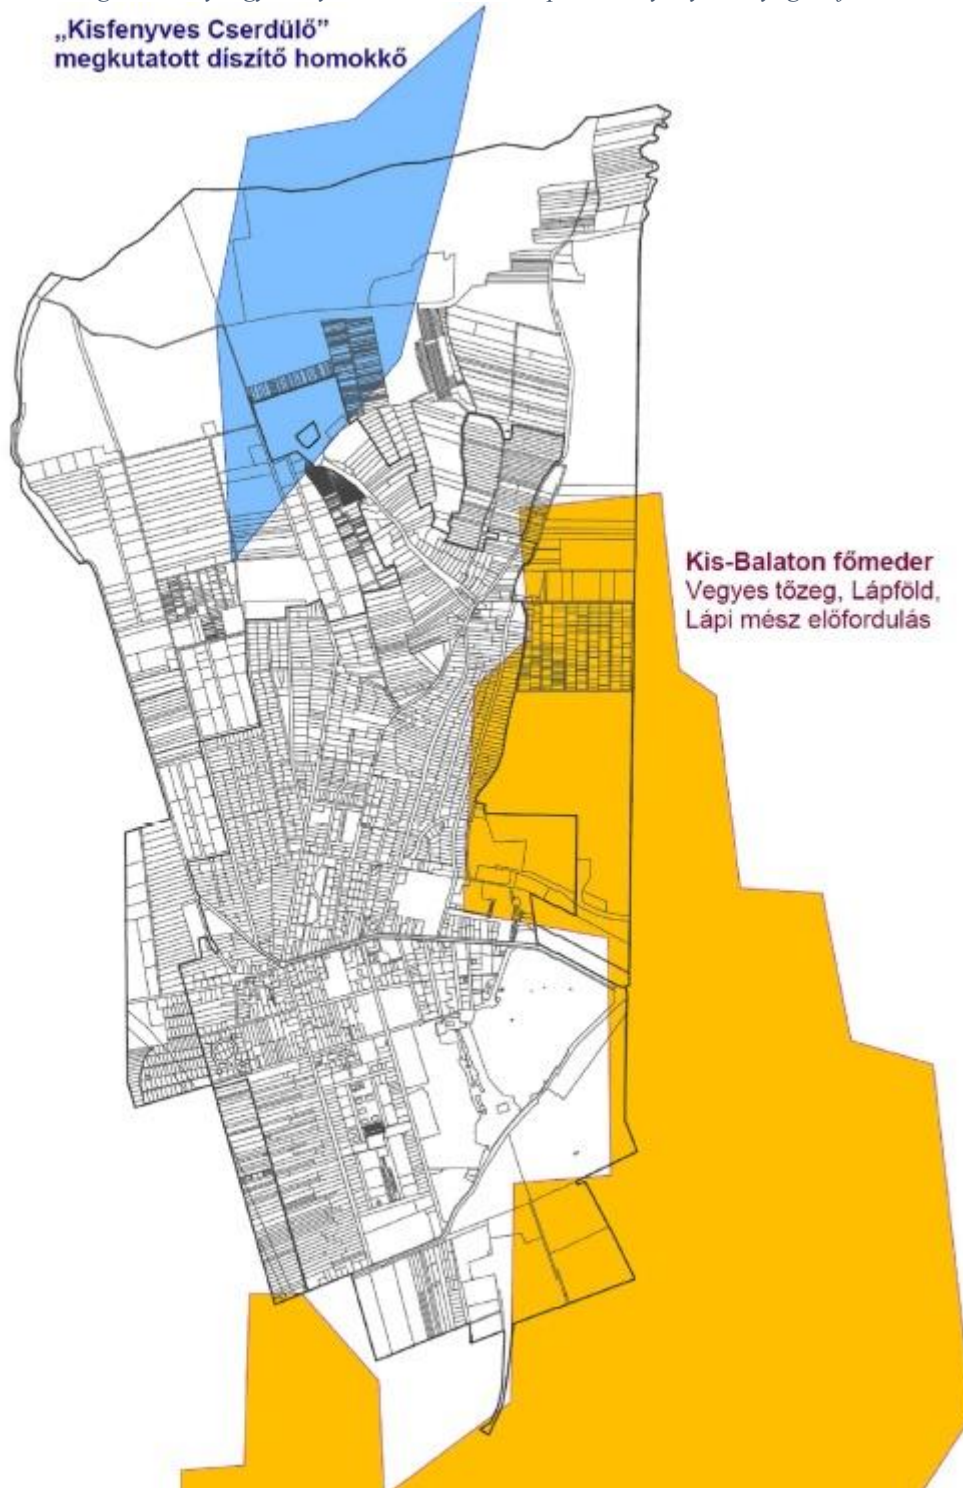 „Kisfenyves Cserdülő”
megkutatott díszítő homokkő
Kis-Balaton főmeder
Vegyes tőzeg, Lápföld,
Lápi mész előfordulás